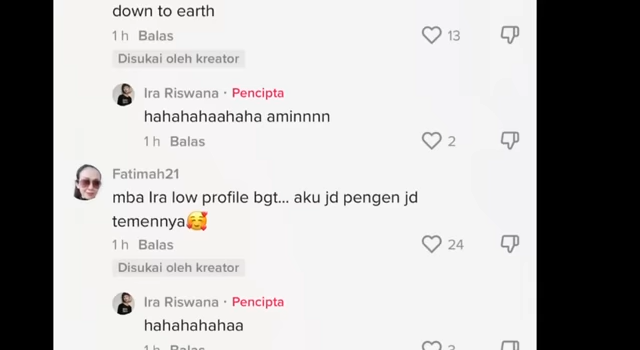 down to earth
1 h Balas 13
Disukai oleh kreator
Ira Riswana · Pencipta
hahahahaahaha aminnnn
1 h Balas 2
Fatimah21
mba Ira low profile bgt... aku jd pengen jd
temennya🥰
1 h Balas 24
Disukai oleh kreator
Ira Riswana · Pencipta
hahahahahaa
1 h Balas 3